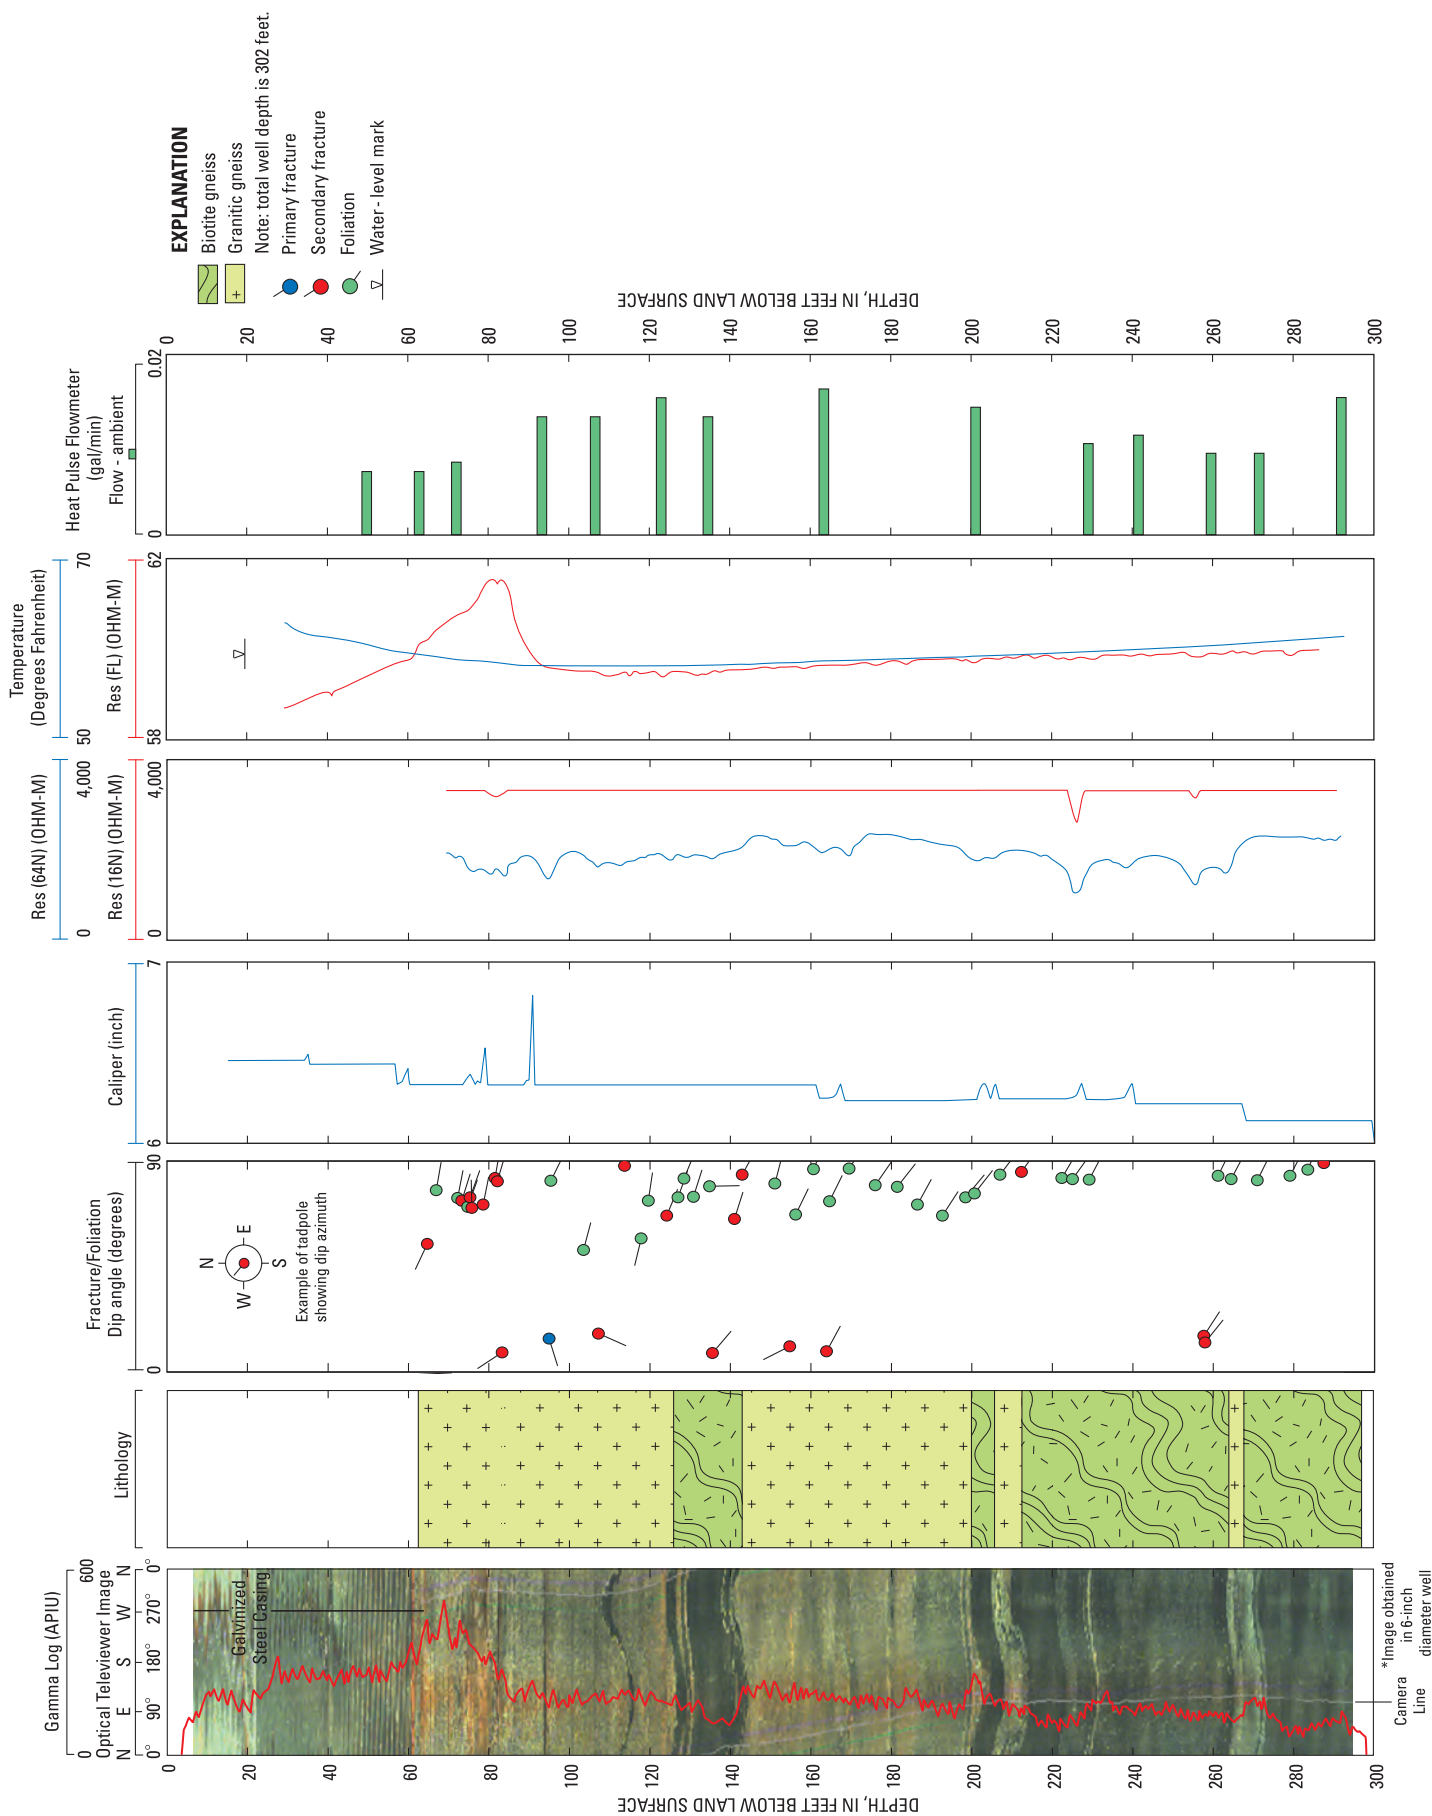 EXPLANATION
Biotite gneiss
+
Granitic gneiss
Note: total well depth is 302 feet.
Primary fracture
Secondary fracture
Foliation
Water - level mark
DEPTH, IN FEET BELOW LAND SURFACE
0 20 40 60 80 100 120 140 160 180 200 220 240 260 280 300
Heat Pulse Flowmeter
(gal/min)
Flow - ambient
0 0.02
Temperature
(Degrees Fahrenheit)
50 70
Res (FL) (OHM-M)
58 62
Res (64N) (OHM-M)
0 4,000
Res (16N) (OHM-M)
0 4,000
Caliper (inch)
6 7
Fracture/Foliation
Dip angle (degrees)
0 90
N
W E
S
Example of tadpole
showing dip azimuth
Lithology
Gamma Log (APIU)
0 600
Optical Televiewer Image
N E S W N
0° 90° 180° 270° 0°
Galvinized
Steel Casing
*Image obtained
in 6-inch
diameter well
Camera
Line
0 20 40 60 80 100 120 140 160 180 200 220 240 260 280 300
DEPTH, IN FEET BELOW LAND SURFACE